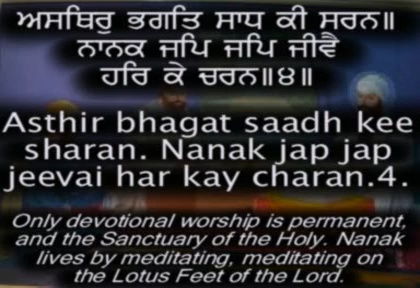 ਅਸਥਿਰੁ ਭਗਤਿ ਸਾਧ ਕੀ ਸਰਨ॥
ਨਾਨਕ ਜਪਿ ਜਪਿ ਜੀਵੈ
ਹਰਿ ਕੇ ਚਰਨ॥੪॥
Asthir bhagat saadh kee
sharan. Nanak jap jap
jeevai har kay charan.4.
Only devotional worship is permanent,
and the Sanctuary of the Holy. Nanak
lives by meditating, meditating on
the Lotus Feet of the Lord.